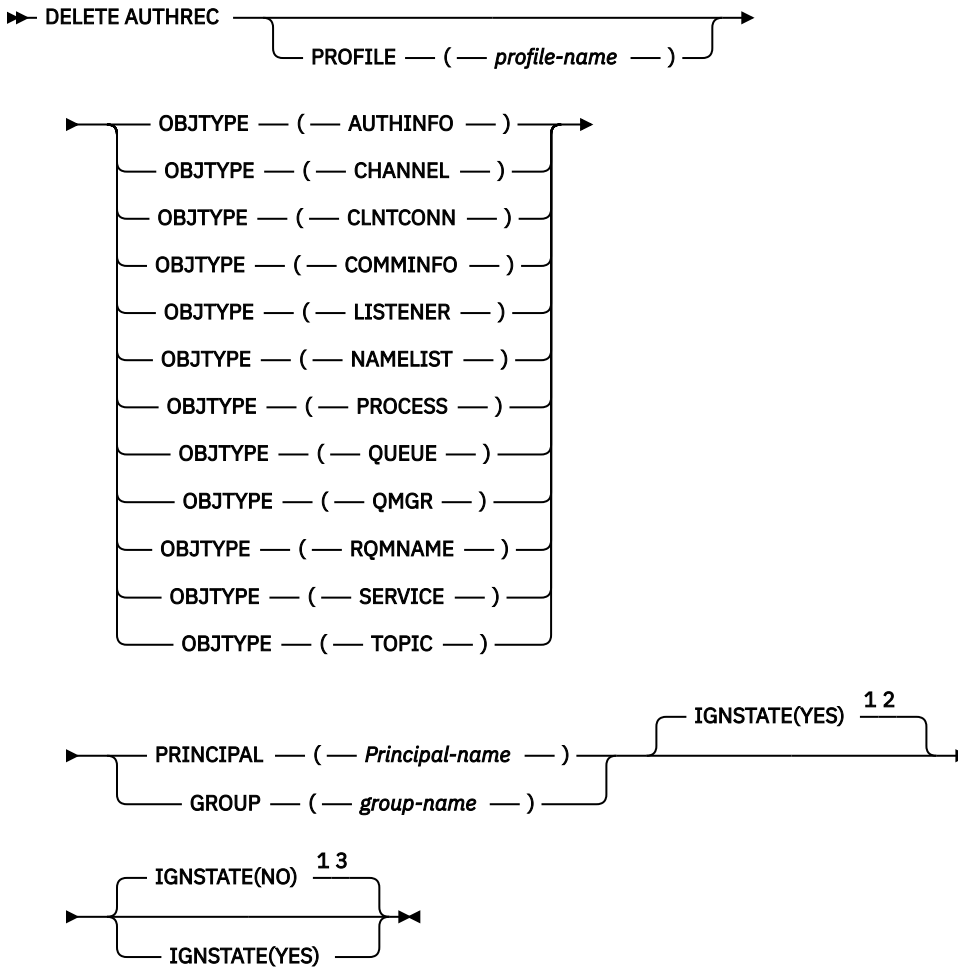 DELETE AUTHREC
PROFILE ( profile-name )
OBJTYPE ( AUTHINFO )
OBJTYPE ( CHANNEL )
OBJTYPE ( CLNTCONN )
OBJTYPE ( COMMINFO )
OBJTYPE ( LISTENER )
OBJTYPE ( NAMELIST )
OBJTYPE ( PROCESS )
OBJTYPE ( QUEUE )
OBJTYPE ( QMGR )
OBJTYPE ( RQMNAME )
OBJTYPE ( SERVICE )
OBJTYPE ( TOPIC )
IGNSTATE(YES) 1 2
PRINCIPAL ( Principal-name )
GROUP ( group-name )
IGNSTATE(NO) 1 3
IGNSTATE(YES)